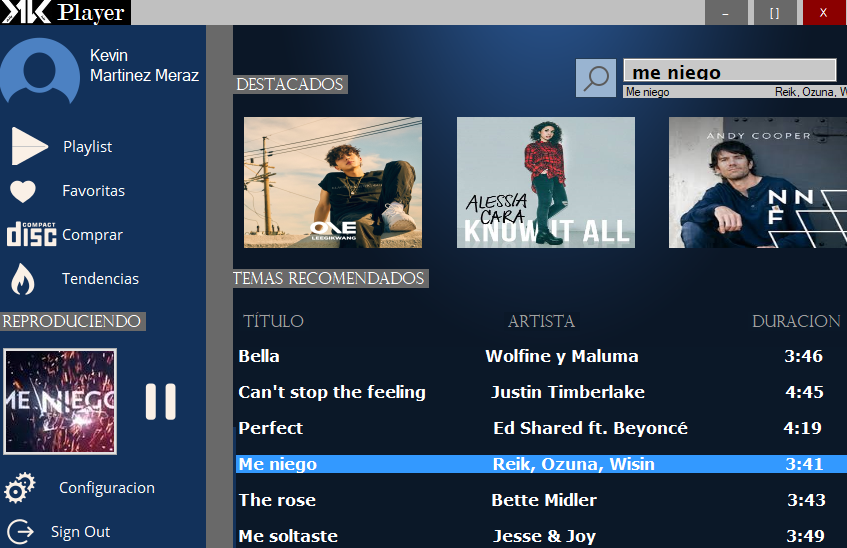 KK Player
– [ ] X
Kevin
Martinez Meraz
Playlist
Favoritas
COMPACT
disc Comprar
Tendencias
REPRODUCIENDO
ME NIEGO
Configuracion
Sign Out
DESTACADOS
me niego
Me niego Reik, Ozuna, W
ONE
LEEGIKWANG
ALESSIA
CARA
KNOW IT ALL
ANDY COOPER
NN
F
TEMAS RECOMENDADOS
TÍTULO ARTISTA DURACION
Bella Wolfine y Maluma 3:46
Can't stop the feeling Justin Timberlake 4:45
Perfect Ed Shared ft. Beyoncé 4:19
Me niego Reik, Ozuna, Wisin 3:41
The rose Bette Midler 3:43
Me soltaste Jesse & Joy 3:49